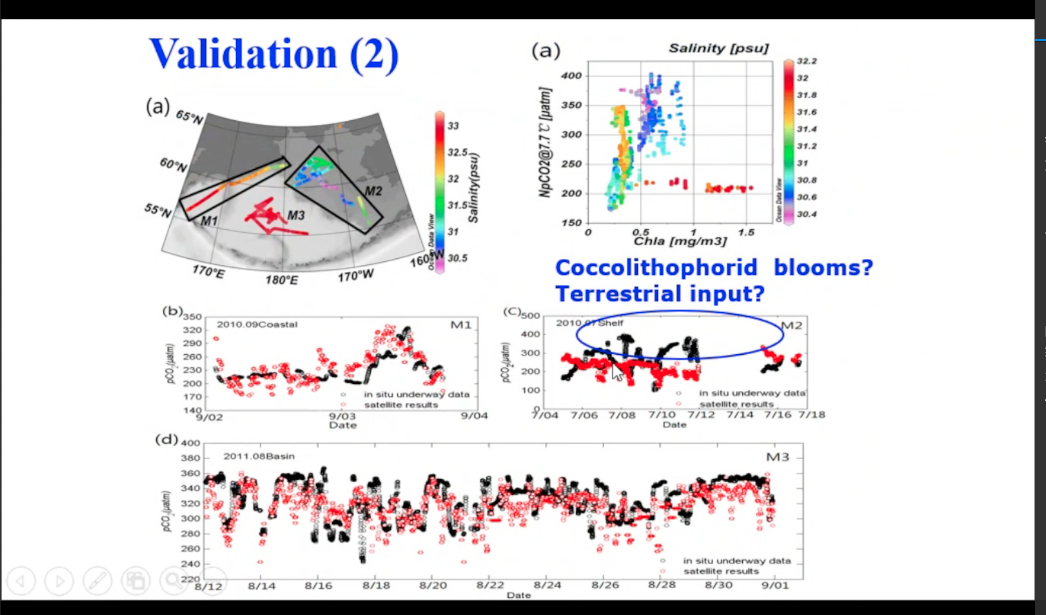 Validation (2)
(a)
65°N
60°N
55°N
170°E
180°E
170°W
160°W
M1
M2
M3
33
32.5
32
31.5
31
30.5
Salinity(psu)
Ocean Data View
(a)
Salinity [psu]
400
350
300
250
200
150
NpCO2@7.7℃ [µatm]
0
0.5
1
1.5
Chla [mg/m3]
32.2
32
31.8
31.6
31.4
31.2
31
30.8
30.6
30.4
Ocean Data View
Coccolithophorid blooms?
Terrestrial input?
(b)
2010.09Coastal
M1
350
320
290
260
230
200
170
140
pCO2(µatm)
in situ underway data
satellite results
9/02
9/03
9/04
Date
(C)
2010.07Shelf
M2
500
400
300
200
100
0
pCO2(µatm)
in situ underway data
satellite results
7/04
7/06
7/08
7/10
7/12
7/14
7/16
7/18
Date
(d)
2011.08Basin
M3
400
380
360
340
320
300
280
260
240
220
pCO2(µatm)
in situ underway data
satellite results
8/12
8/14
8/16
8/18
8/20
8/22
8/24
8/26
8/28
8/30
9/01
Date